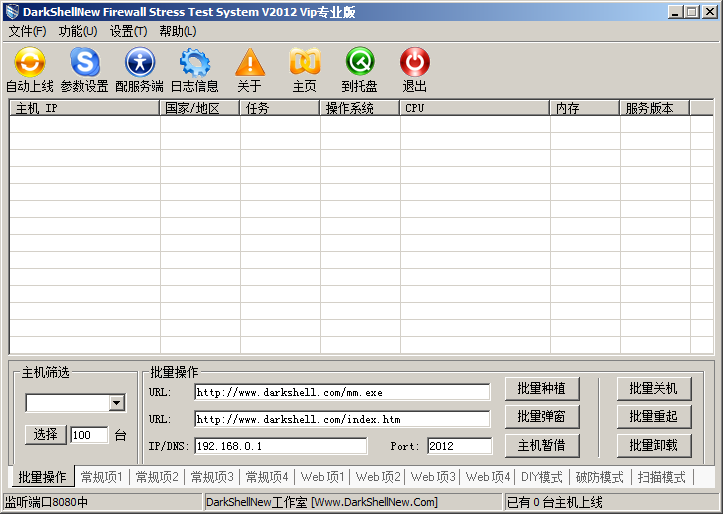 DarkShellNew Firewall Stress Test System V2012 Vip专业版
文件(F) 功能(U) 设置(T) 帮助(L)
自动上线 参数设置 配服务端 日志信息 关于 主页 到托盘 退出
主机 IP 国家/地区 任务 操作系统 CPU 内存 服务版本
主机筛选
选择 100 台
批量操作
URL: http://www.darkshell.com/mm.exe 批量种植 批量关机
URL: http://www.darkshell.com/index.htm 批量弹窗 批量重起
IP/DNS: 192.168.0.1 Port: 2012 主机暂借 批量卸载
批量操作 常规项1 常规项2 常规项3 常规项4 Web项1 Web项2 Web项3 Web项4 DIY模式 破防模式 扫描模式
监听端口8080中 DarkShellNew工作室 [Www.DarkShellNew.Com] 已有 0 台主机上线